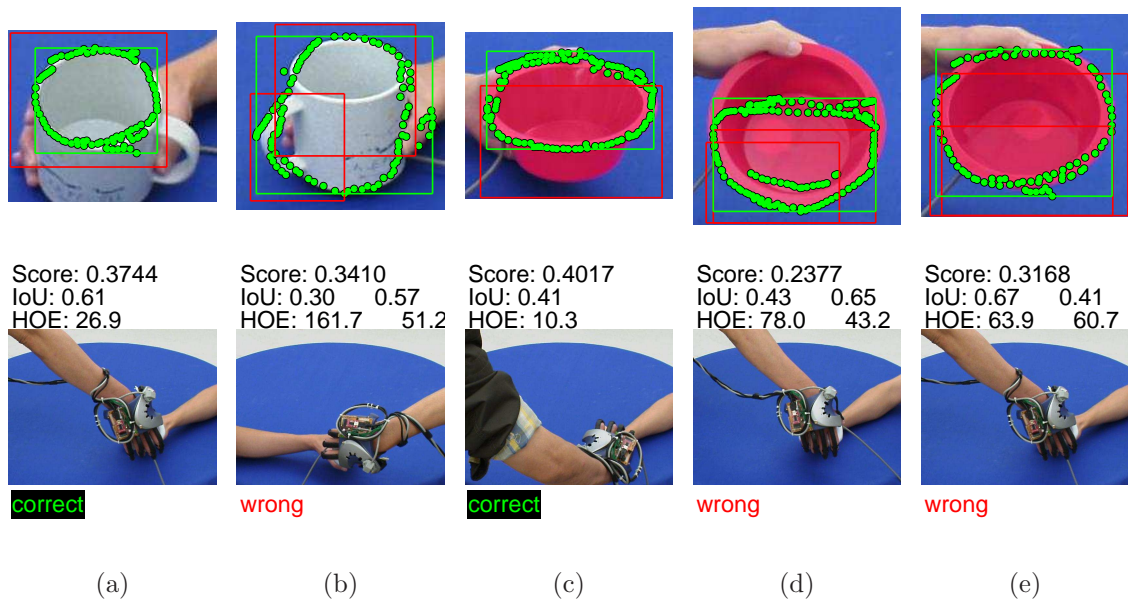 Score: 0.3744
IoU: 0.61
HOE: 26.9
Score: 0.3410
IoU: 0.30 0.57
HOE: 161.7 51.2
Score: 0.4017
IoU: 0.41
HOE: 10.3
Score: 0.2377
IoU: 0.43 0.65
HOE: 78.0 43.2
Score: 0.3168
IoU: 0.67 0.41
HOE: 63.9 60.7
correct
wrong
correct
wrong
wrong
(a)
(b)
(c)
(d)
(e)